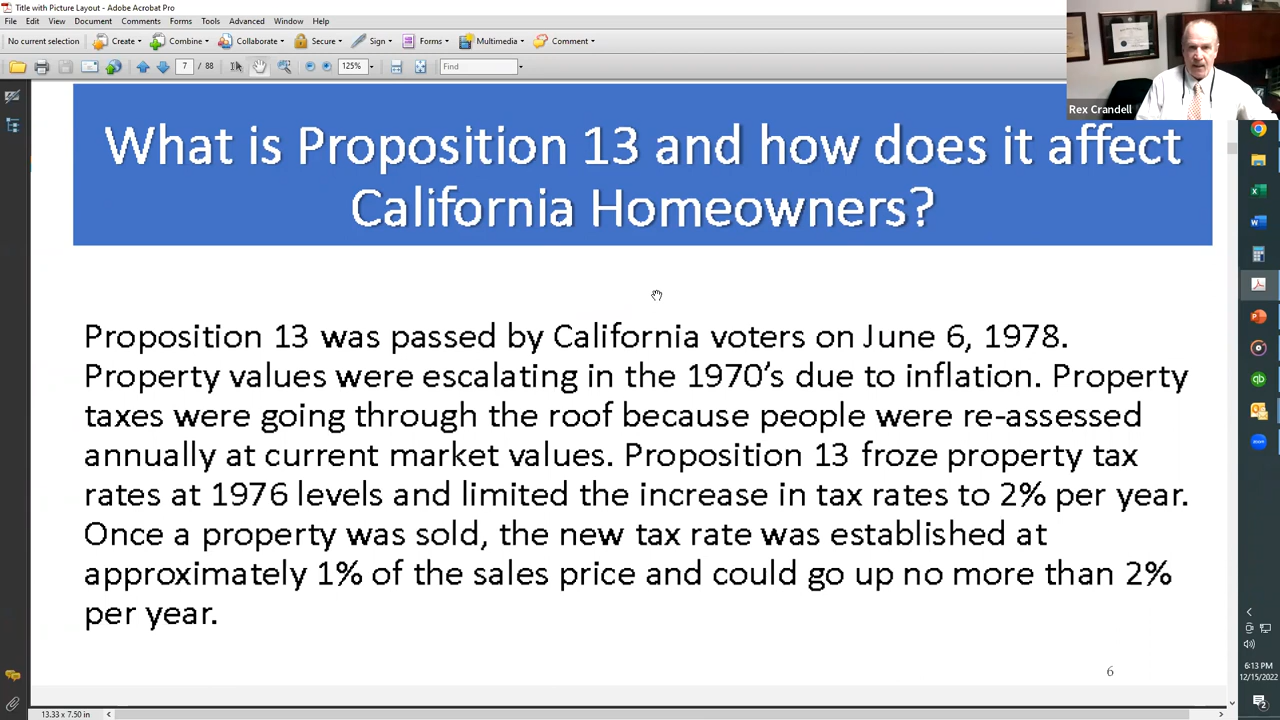 Title with Picture Layout - Adobe Acrobat Pro
File Edit View Document Comments Forms Tools Advanced Window Help
No current selection Create Combine Collaborate Secure Sign Forms Multimedia Comment
7 / 88 125% Find
Rex Crandell
What is Proposition 13 and how does it affect
California Homeowners?
Proposition 13 was passed by California voters on June 6, 1978.
Property values were escalating in the 1970’s due to inflation. Property
taxes were going through the roof because people were re-assessed
annually at current market values. Proposition 13 froze property tax
rates at 1976 levels and limited the increase in tax rates to 2% per year.
Once a property was sold, the new tax rate was established at
approximately 1% of the sales price and could go up no more than 2%
per year.
6
6:13 PM
12/15/2022
13.33 x 7.50 in